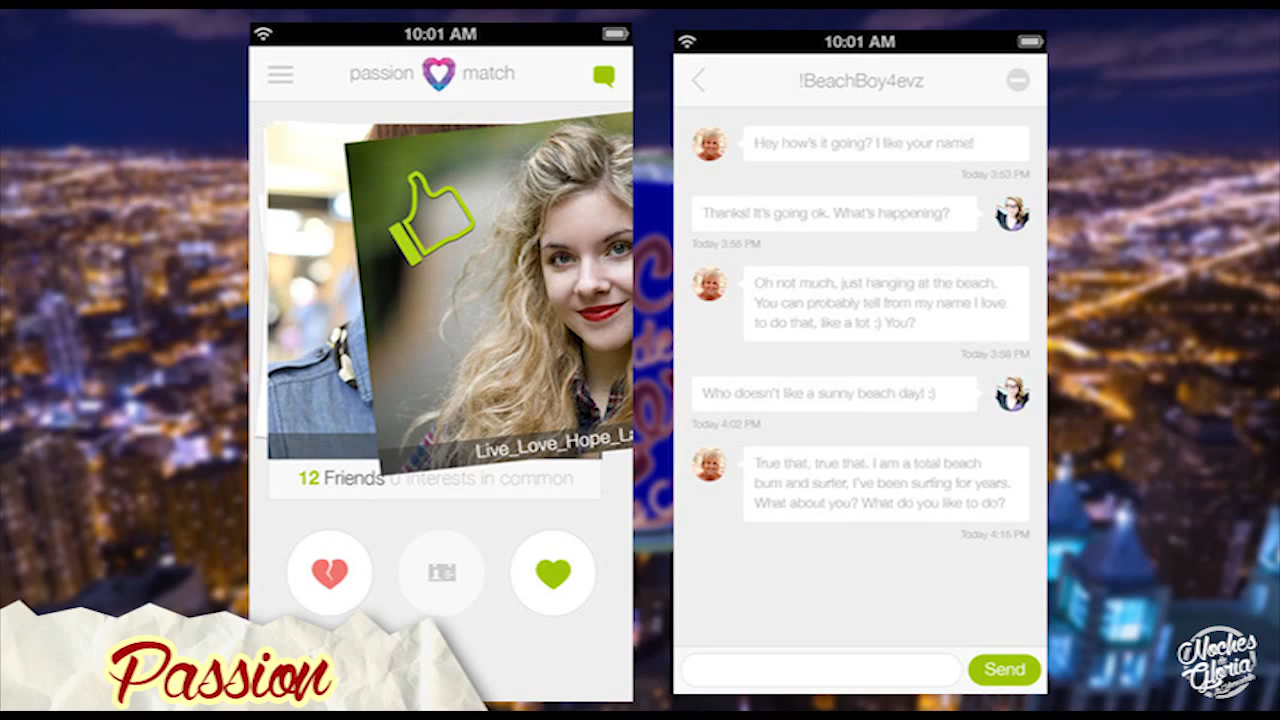 10:01 AM
passion match
Live_Love_Hope_La
12 Friends 0 interests in common
10:01 AM
!BeachBoy4evz
Hey how's it going? I like your name!
Today 3:53 PM
Thanks! It's going ok. What's happening?
Today 3:56 PM
Oh not much, just hanging at the beach.
You can probably tell from my name I love
to do that, like a lot :) You?
Today 3:58 PM
Who doesn't like a sunny beach day! :)
Today 4:02 PM
True that, true that. I am a total beach
bum and surfer, I've been surfing for years.
What about you? What do you like to do?
Today 4:16 PM
Send
Passion
Noches
de
Gloria